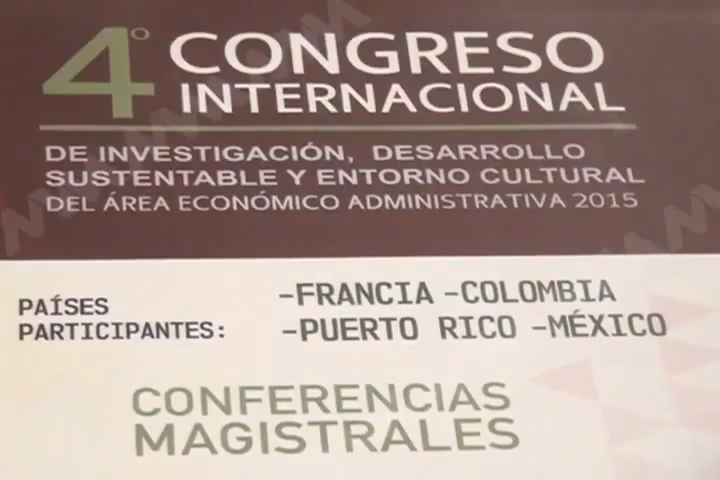 4° CONGRESO
INTERNACIONAL
DE INVESTIGACIÓN, DESARROLLO
SUSTENTABLE Y ENTORNO CULTURAL
DEL ÁREA ECONÓMICO ADMINISTRATIVA 2015
PAÍSES
PARTICIPANTES:
-FRANCIA -COLOMBIA
-PUERTO RICO -MÉXICO
CONFERENCIAS
MAGISTRALES